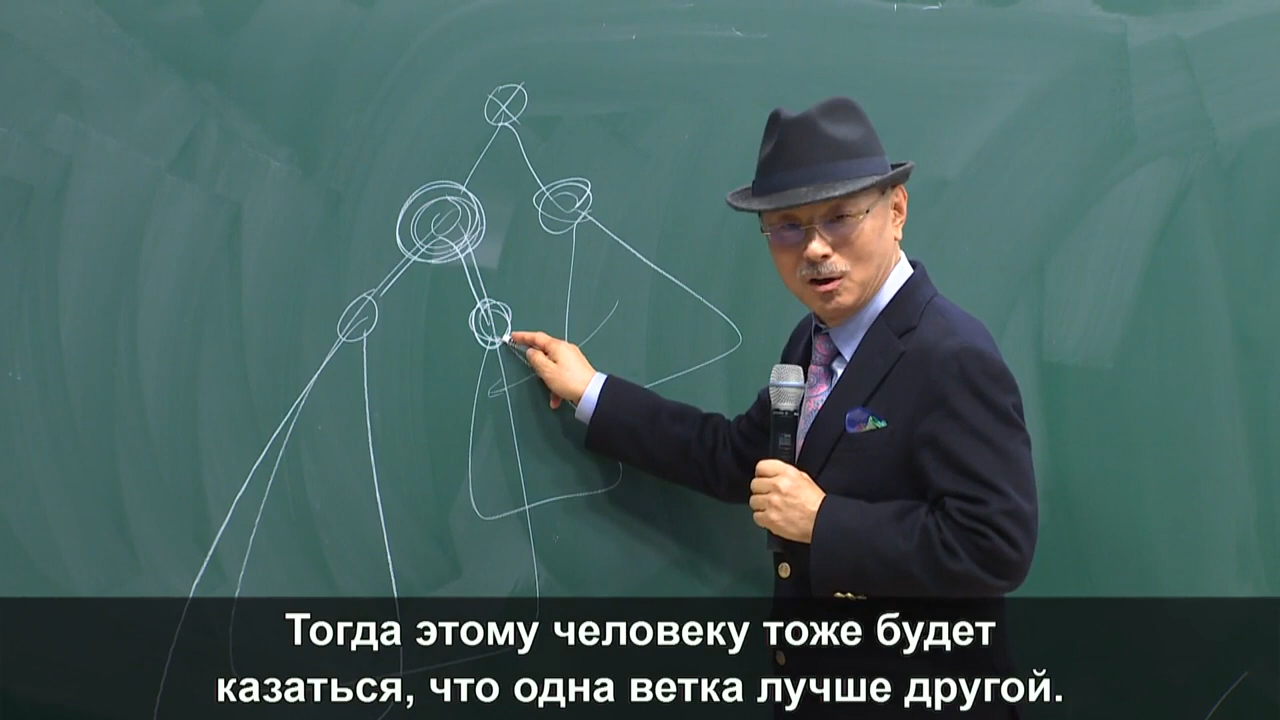 Тогда этому человеку тоже будет
казаться, что одна ветка лучше другой.